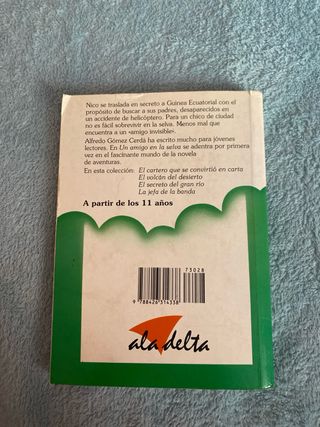 Nico se traslada en secreto a Guinea Ecuatorial con el
propósito de buscar a sus padres, desaparecidos en
un accidente de helicóptero. Para un chico de ciudad
no es fácil sobrevivir en la selva. Menos mal que
encuentra a un «amigo invisible».
Alfredo Gómez Cerdá ha escrito mucho para jóvenes
lectores. En Un amigo en la selva se adentra por primera
vez en el fascinante mundo de la novela
de aventuras.
En esta colección: El cartero que se convirtió en carta
El volcán del desierto
El secreto del gran río
La jefa de la banda
A partir de los 11 años
73028
9788426314338
ala delta